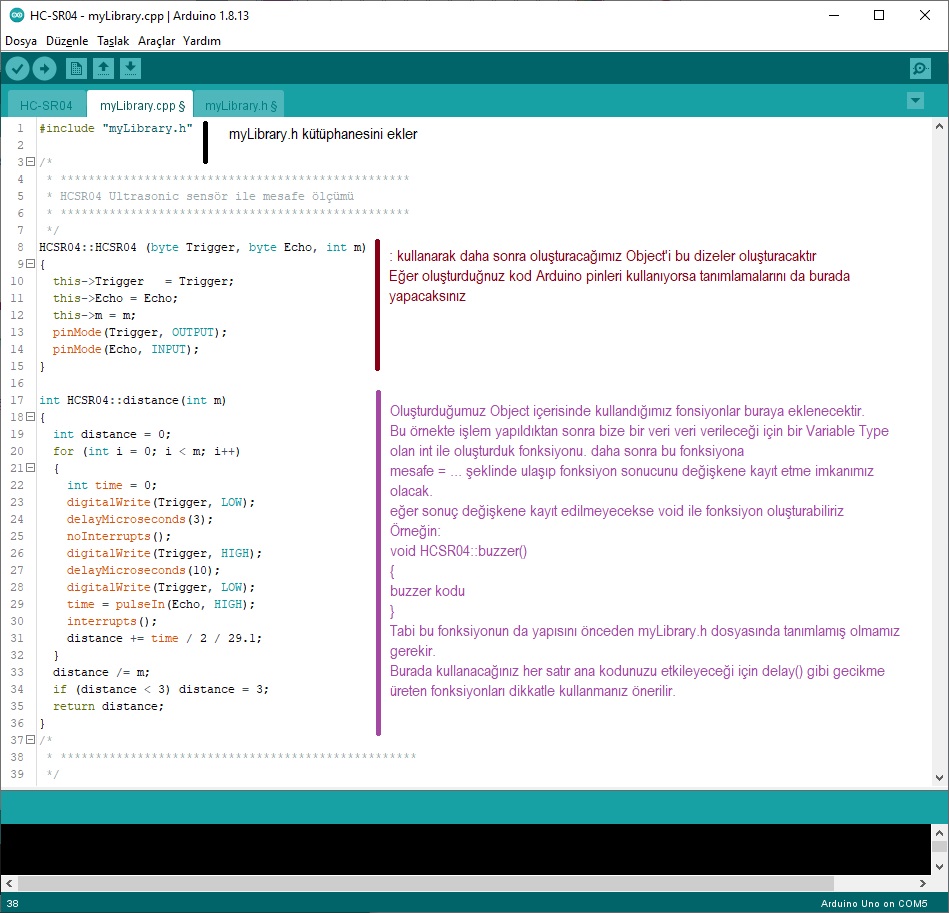 HC-SR04 - myLibrary.cpp | Arduino 1.8.13
Dosya Düzenle Taşlak Araçlar Yardım
HC-SR04 myLibrary.cpp § myLibrary.h §
1 #include "myLibrary.h"
myLibrary.h kütüphanesini ekler
2
3 /*
4 * **************************************************
5 * HCSR04 Ultrasonic sensör ile mesafe ölçümü
6 * **************************************************
7 */
8 HCSR04::HCSR04 (byte Trigger, byte Echo, int m)
9 {
10 this->Trigger   = Trigger;
11 this->Echo = Echo;
12 this->m = m;
13 pinMode(Trigger, OUTPUT);
14 pinMode(Echo, INPUT);
15 }
: kullanarak daha sonra oluşturacağımız Object'i bu dizeler oluşturacaktır
Eğer oluşturduğnuz kod Arduino pinleri kullanıyorsa tanımlamalarını da burada
yapacaksınız
16
17 int HCSR04::distance(int m)
18 {
19 int distance = 0;
20 for (int i = 0; i < m; i++)
21 {
22 int time = 0;
23 digitalWrite(Trigger, LOW);
24 delayMicroseconds(3);
25 noInterrupts();
26 digitalWrite(Trigger, HIGH);
27 delayMicroseconds(10);
28 digitalWrite(Trigger, LOW);
29 time = pulseIn(Echo, HIGH);
30 interrupts();
31 distance += time / 2 / 29.1;
32 }
33 distance /= m;
34 if (distance < 3) distance = 3;
35 return distance;
36 }
Oluşturduğumuz Object içerisinde kullandığımız fonsiyonlar buraya eklenecektir.
Bu örnekte işlem yapıldıktan sonra bize bir veri veri verileceği için bir Variable Type
olan int ile oluşturduk fonksiyonu. daha sonra bu fonksiyona
mesafe = ... şeklinde ulaşıp fonksiyon sonucunu değişkene kayıt etme imkanımız
olacak.
eğer sonuç değişkene kayıt edilmeyecekse void ile fonksiyon oluşturabiliriz
Örneğin:
void HCSR04::buzzer()
{
buzzer kodu
}
Tabi bu fonksiyonun da yapısını önceden myLibrary.h dosyasında tanımlamış olmamız
gerekir.
Burada kullanacağınız her satır ana kodunuzu etkileyeceği için delay() gibi gecikme
üreten fonksiyonları dikkatle kullanmanız önerilir.
37 /*
38 * ***************************************************
39 */
38 Arduino Uno on COM5